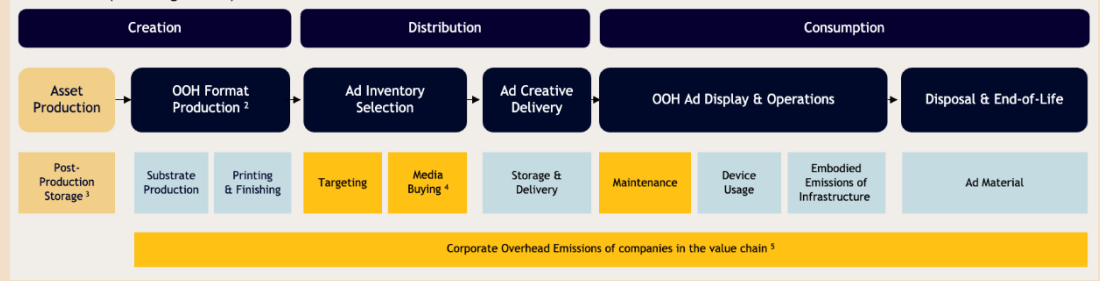 Creation
Distribution
Consumption
Asset
Production
OOH Format
Production 2
Ad Inventory
Selection
Ad Creative
Delivery
OOH Ad Display & Operations
Disposal & End-of-Life
Post-
Production
Storage 3
Substrate
Production
Printing
& Finishing
Targeting
Media
Buying 4
Storage &
Delivery
Maintenance
Device
Usage
Embodied
Emissions of
Infrastructure
Ad Material
Corporate Overhead Emissions of companies in the value chain 5